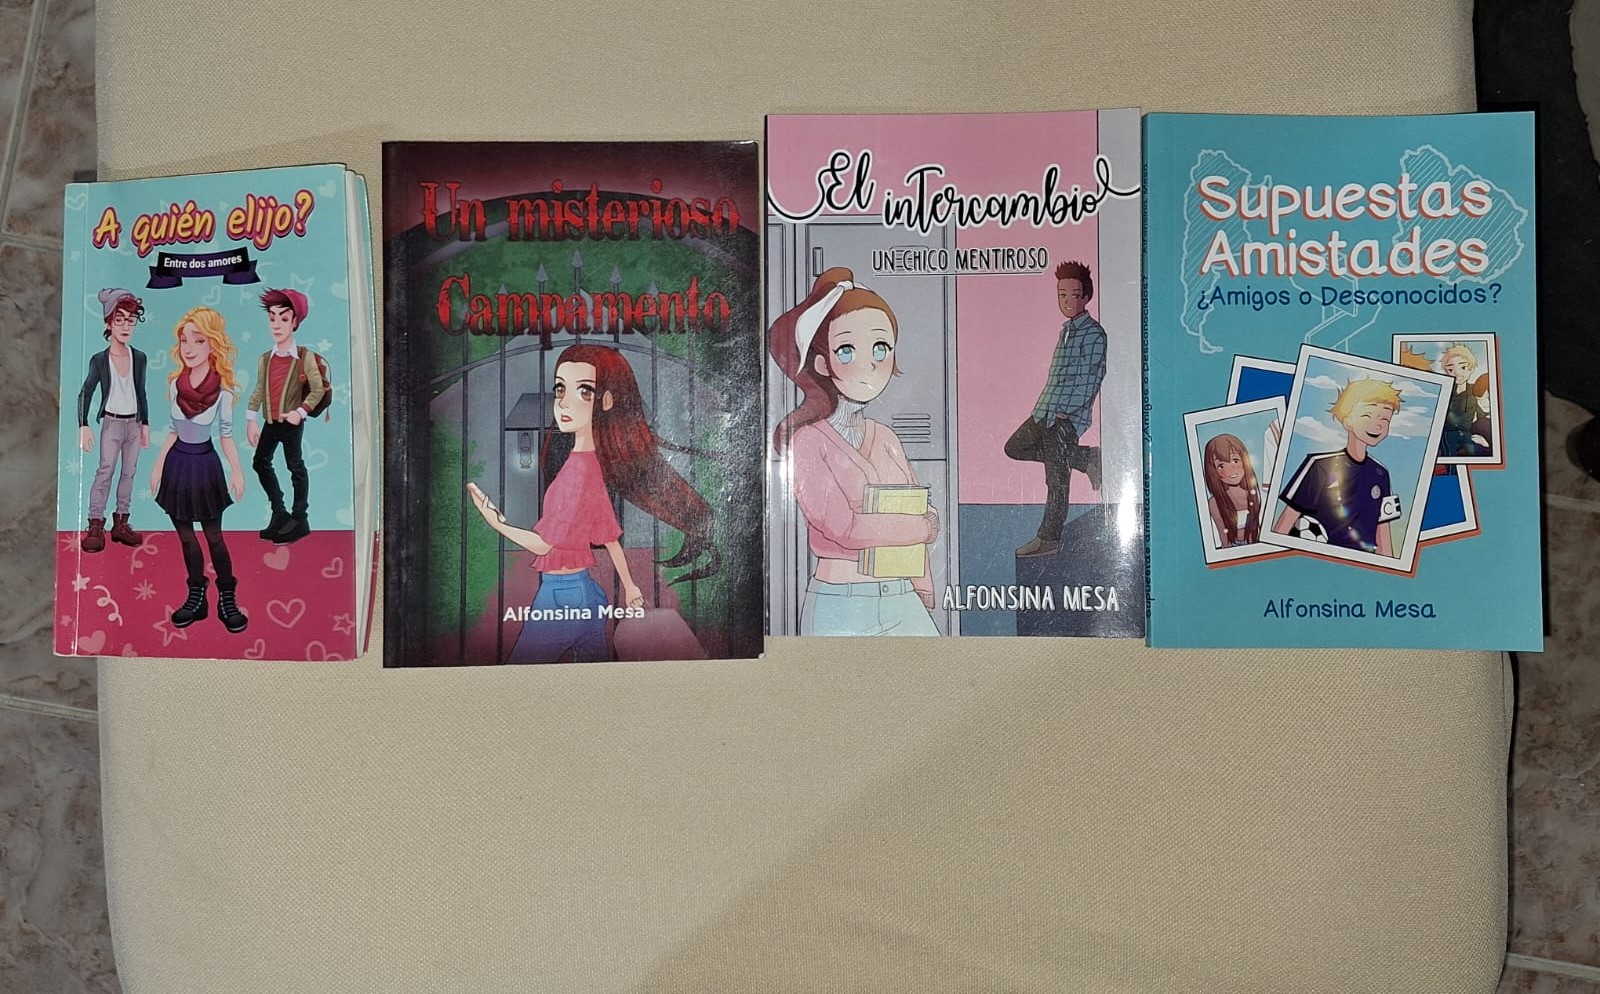 A quién elijo?
Entre dos amores
Un misterioso
Campamento
Alfonsina Mesa
El intercambio
UN CHICO MENTIROSO
ALFONSINA MESA
Supuestas
Amistades
¿Amigos o Desconocidos?
C
Alfonsina Mesa